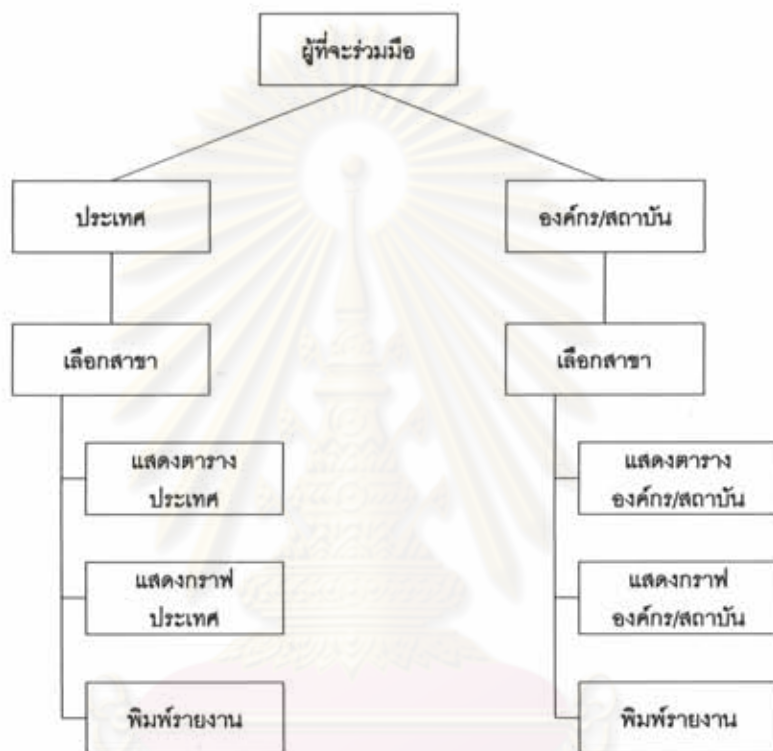 ผู้ที่จะร่วมมือ
ประเทศ
องค์กร/สถาบัน
เลือกสาขา
เลือกสาขา
แสดงตาราง
ประเทศ
แสดงตาราง
องค์กร/สถาบัน
แสดงกราฟ
ประเทศ
แสดงกราฟ
องค์กร/สถาบัน
พิมพ์รายงาน
พิมพ์รายงาน